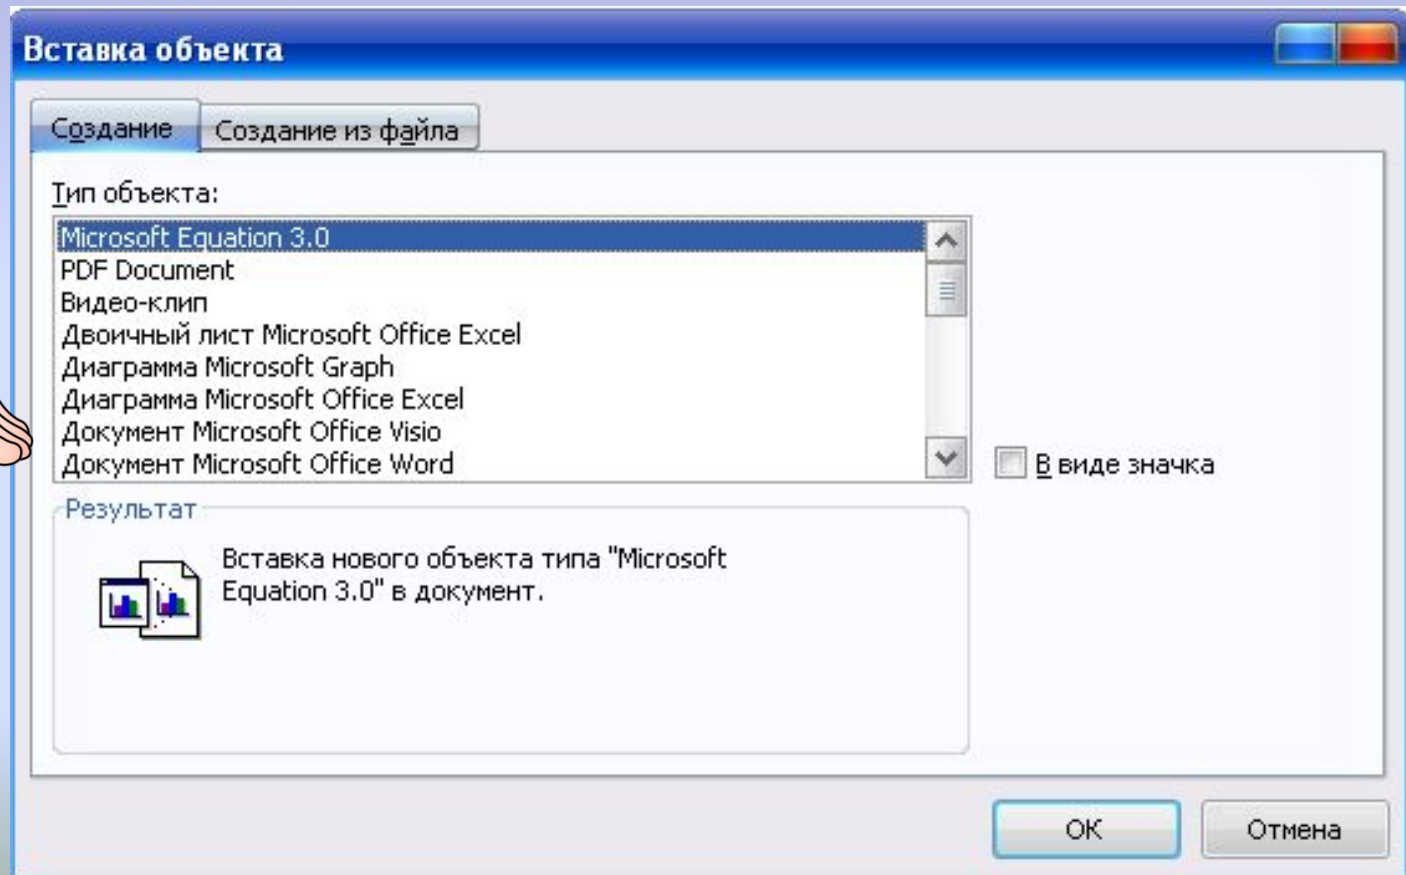 Вставка объекта
Создание
Создание из файла
Тип объекта:
Microsoft Equation 3.0
PDF Document
Видео-клип
Двоичный лист Microsoft Office Excel
Диаграмма Microsoft Graph
Диаграмма Microsoft Office Excel
Документ Microsoft Office Visio
Документ Microsoft Office Word
В виде значка
Результат
Вставка нового объекта типа "Microsoft
Equation 3.0" в документ.
ОК
Отмена